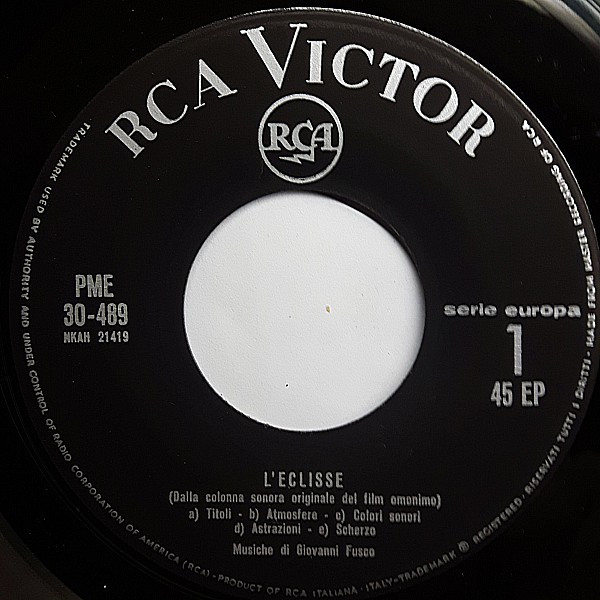 RCA VICTOR
RCA
PME
30-489
NKAH 21419
serie europa
1
45 EP
L'ECLISSE
(Dalla colonna sonora originale del film omonimo)
a) Titoli - b) Atmosfere - c) Colori sonori
d) Astrazioni - e) Scherzo
Musiche di Giovanni Fusco
TRADEMARK USED BY AUTHORITY AND UNDER CONTROL OF RADIO CORPORATION OF AMERICA (RCA) - PRODUCT OF RCA ITALIANA - ITALY - TRADEMARK ® REGISTERED - RISERVATI TUTTI I DIRITTI - MADE FROM MASTER RECORDING OF RCA